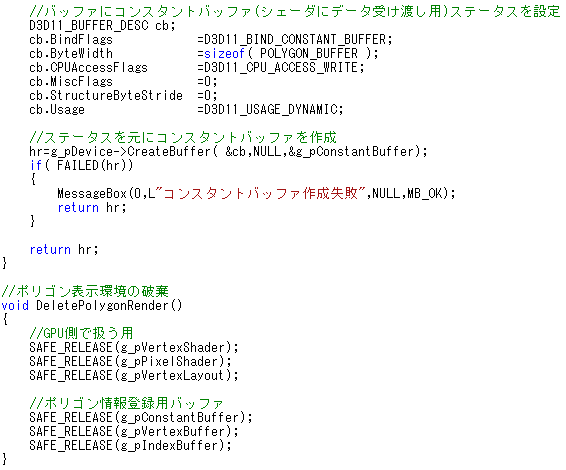 //バッファにコンスタントバッファ(シェーダにデータ受け渡し用)ステータスを設定
D3D11_BUFFER_DESC cb;
cb.BindFlags =D3D11_BIND_CONSTANT_BUFFER;
cb.ByteWidth =sizeof( POLYGON_BUFFER );
cb.CPUAccessFlags =D3D11_CPU_ACCESS_WRITE;
cb.MiscFlags =0;
cb.StructureByteStride =0;
cb.Usage =D3D11_USAGE_DYNAMIC;
//ステータスを元にコンスタントバッファを作成
hr=g_pDevice->CreateBuffer( &cb,NULL,&g_pConstantBuffer);
if( FAILED(hr))
{
MessageBox(0,L"コンスタントバッファ作成失敗",NULL,MB_OK);
return hr;
}
return hr;
}
//ポリゴン表示環境の破棄
void DeletePolygonRender()
{
//GPU側で扱う用
SAFE_RELEASE(g_pVertexShader);
SAFE_RELEASE(g_pPixelShader);
SAFE_RELEASE(g_pVertexLayout);
//ポリゴン情報登録用バッファ
SAFE_RELEASE(g_pConstantBuffer);
SAFE_RELEASE(g_pVertexBuffer);
SAFE_RELEASE(g_pIndexBuffer);
}